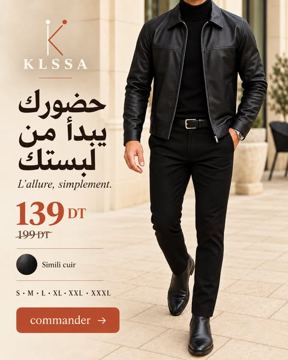 KLSSA
حضورك
يبدأ من
لبستك
L'allure, simplement.
139 DT
199 DT
Simili cuir
S · M · L · XL · XXL · XXXL
commander →